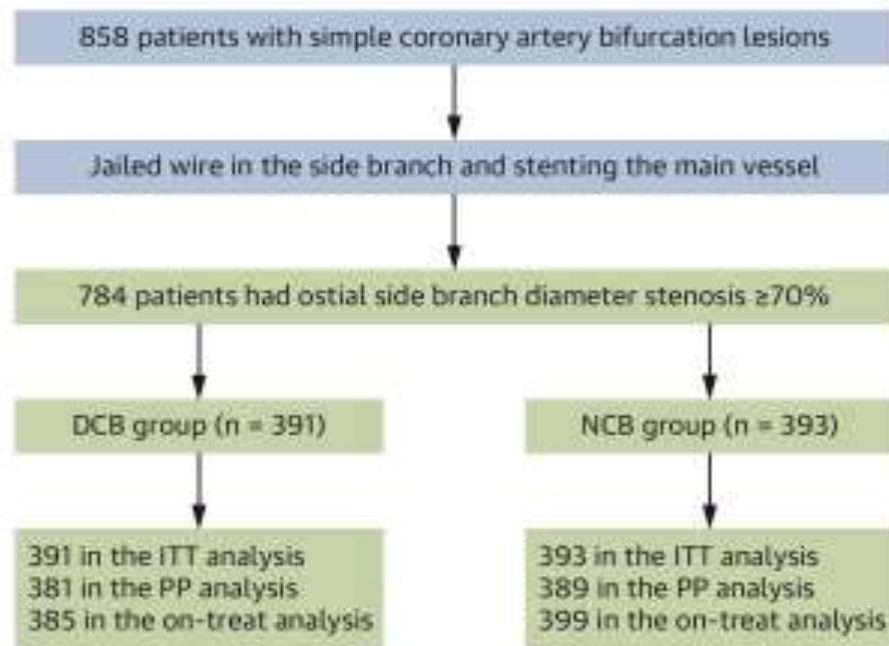 858 patients with simple coronary artery bifurcation lesions
Jailed wire in the side branch and stenting the main vessel
784 patients had ostial side branch diameter stenosis ≥70%
DCB group (n = 391)
NCB group (n = 393)
391 in the ITT analysis
381 in the PP analysis
385 in the on-treat analysis
393 in the ITT analysis
389 in the PP analysis
399 in the on-treat analysis